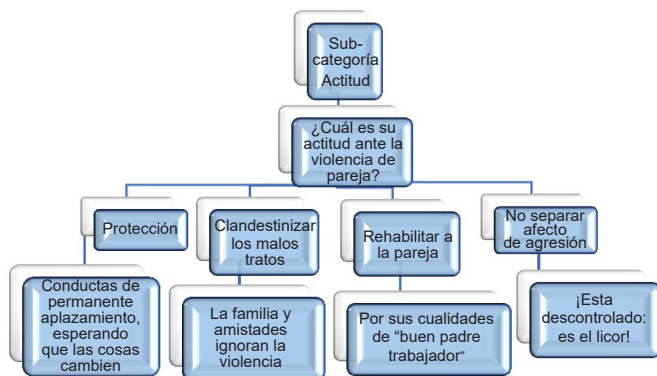 Sub-
categoría
Actitud
¿Cuál es su
actitud ante la
violencia de
pareja?
Protección
Clandestinizar
los malos
tratos
Rehabilitar a
la pareja
No separar
afecto
de agresión
Conductas de
permanente
aplazamiento,
esperando
que las cosas
cambien
La familia y
amistades
ignoran la
violencia
Por sus cualidades
de “buen padre
trabajador”
¡Esta
descontrolado:
es el licor!